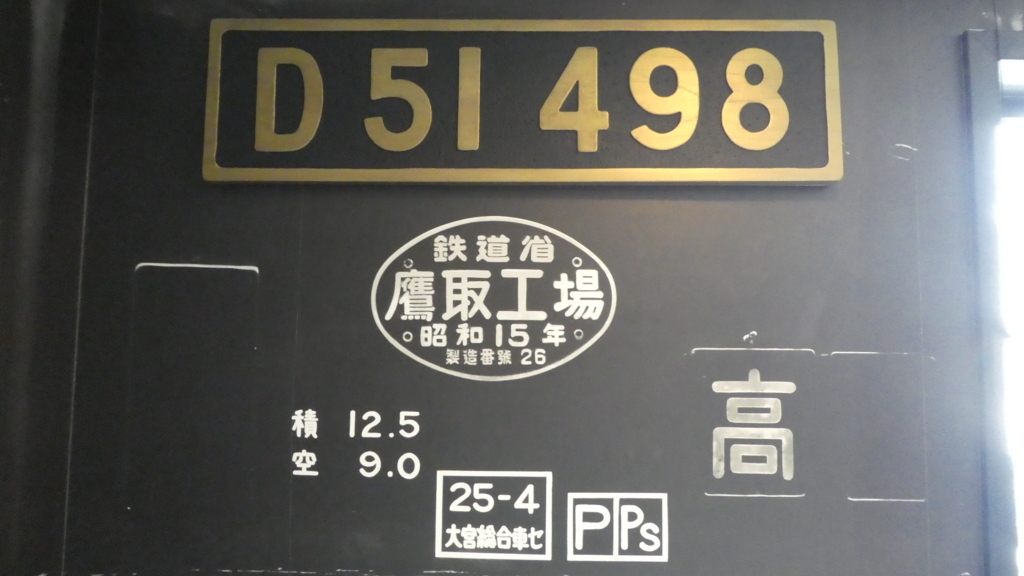 D51 498
鉄道省
鷹取工場
昭和15年
製造番號 26
積 12.5
空 9.0
高
25-4
大宮総合車セ
P Ps